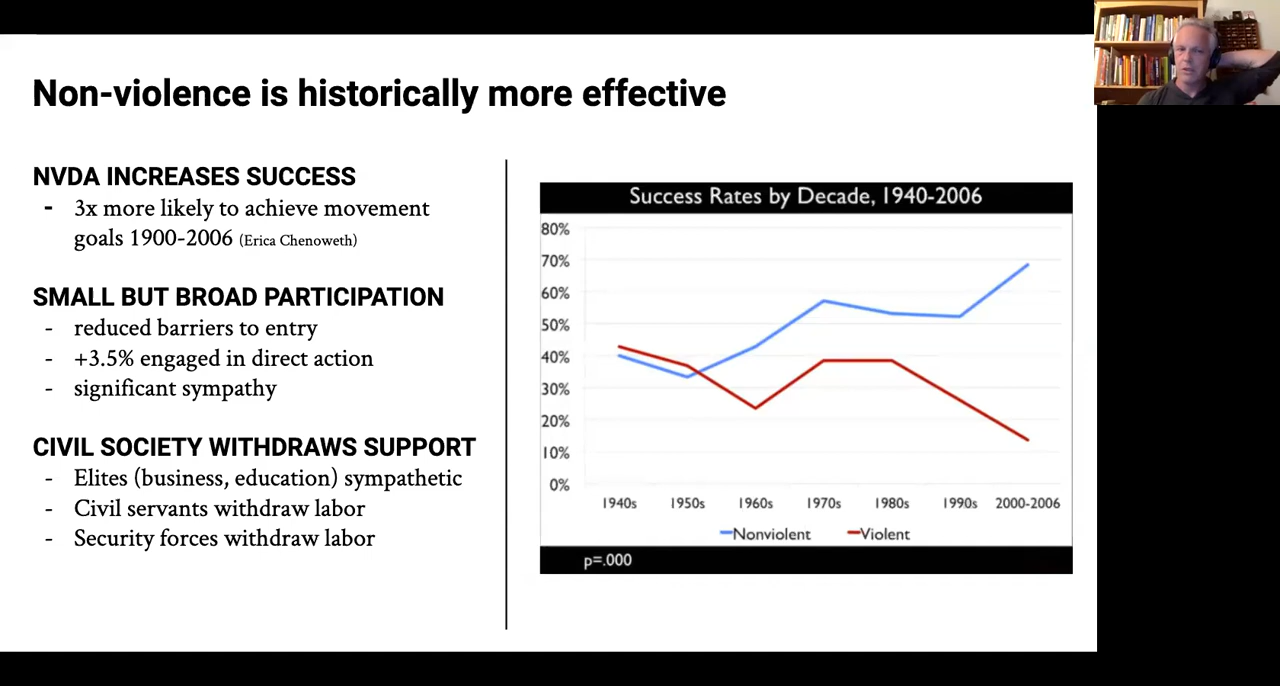 Non-violence is historically more effective
NVDA INCREASES SUCCESS
- 3x more likely to achieve movement
goals 1900-2006 (Erica Chenoweth)
SMALL BUT BROAD PARTICIPATION
- reduced barriers to entry
- +3.5% engaged in direct action
- significant sympathy
CIVIL SOCIETY WITHDRAWS SUPPORT
- Elites (business, education) sympathetic
- Civil servants withdraw labor
- Security forces withdraw labor
Success Rates by Decade, 1940-2006
80%
70%
60%
50%
40%
30%
20%
10%
0%
1940s 1950s 1960s 1970s 1980s 1990s 2000-2006
Nonviolent Violent
p=.000